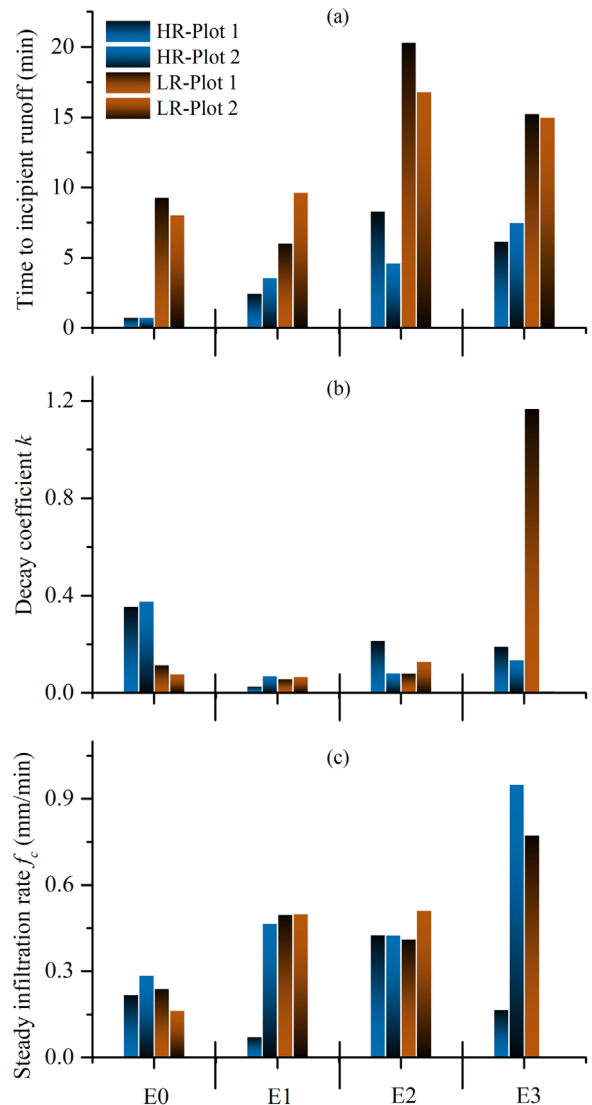 (a)
HR-Plot 1
HR-Plot 2
LR-Plot 1
LR-Plot 2
Time to incipient runoff (min)
20
15
10
5
0
(b)
Decay coefficient k
1.2
0.8
0.4
0.0
(c)
Steady infiltration rate f_c (mm/min)
0.9
0.6
0.3
0.0
E0 E1 E2 E3